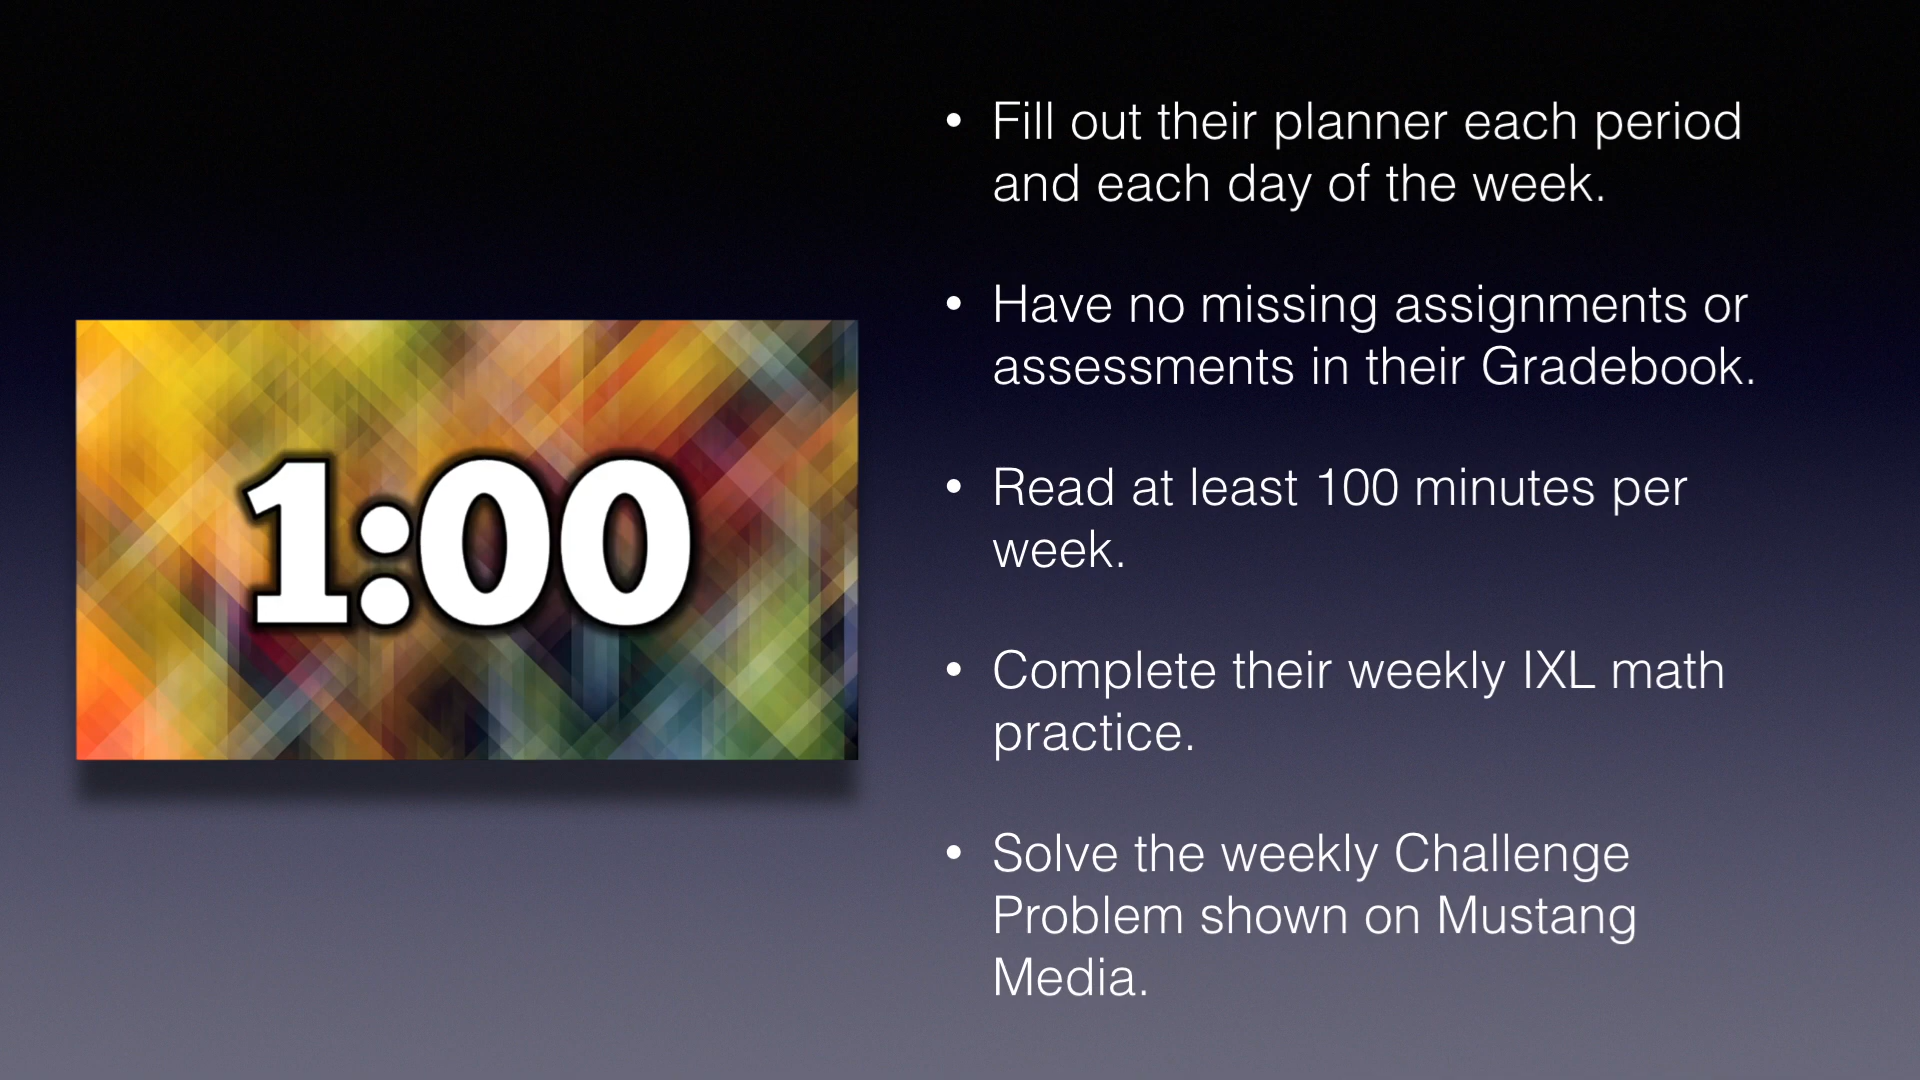 1:00
• Fill out their planner each period
and each day of the week.
• Have no missing assignments or
assessments in their Gradebook.
• Read at least 100 minutes per
week.
• Complete their weekly IXL math
practice.
• Solve the weekly Challenge
Problem shown on Mustang
Media.